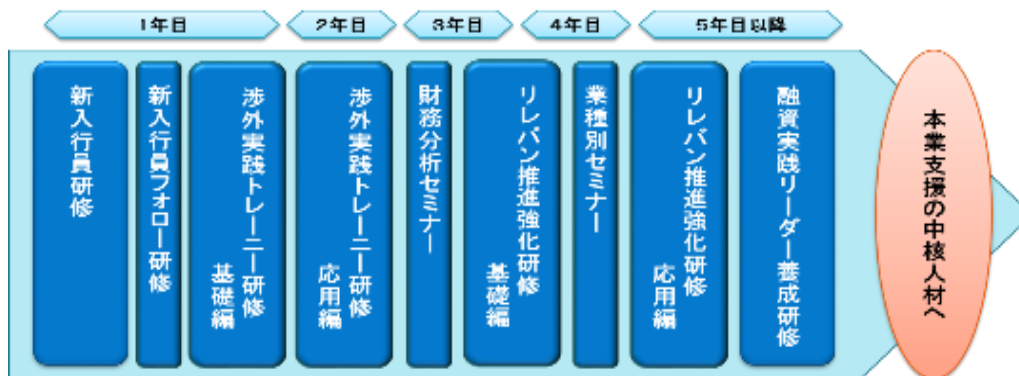 1年目
2年目
3年目
4年目
5年目以降
新入行員研修
新入行員フォロー研修
渉外実践トレーニー研修
基礎編
渉外実践トレーニー研修
応用編
財務分析セミナー
リレバン推進強化研修
基礎編
業種別セミナー
リレバン推進強化研修
応用編
融資実践リーダー養成研修
本業支援の中核人材へ